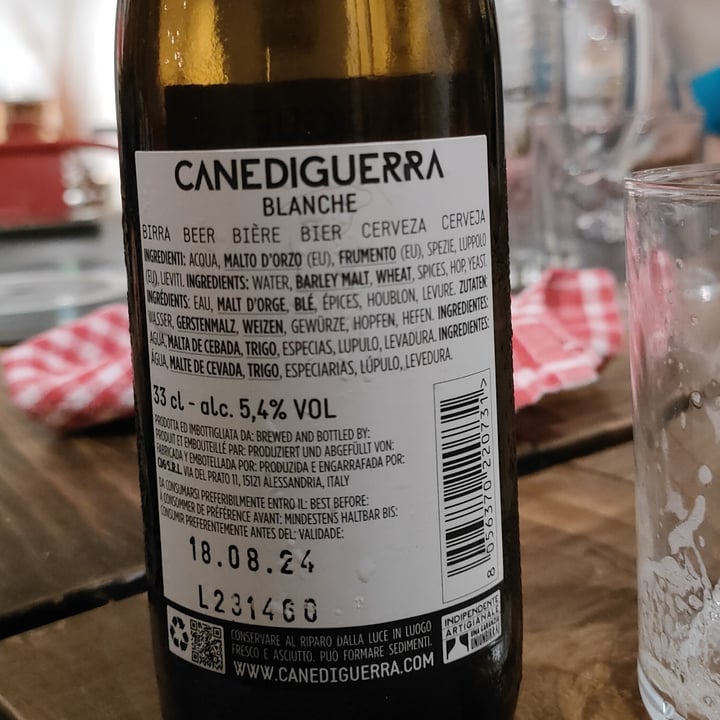 CANEDIGUERRA
BLANCHE
BIRRA BEER BIÈRE BIER CERVEZA CERVEJA
INGREDIENTI: ACQUA, MALTO D'ORZO (EU), FRUMENTO (EU), SPEZIE, LUPPOLO
(EU), LIEVITI. INGREDIENTS: WATER, BARLEY MALT, WHEAT, SPICES, HOP, YEAST.
INGRÉDIENTS: EAU, MALT D'ORGE, BLÉ, ÉPICES, HOUBLON, LEVURE. ZUTATEN:
WASSER, GERSTENMALZ, WEIZEN, GEWÜRZE, HOPFEN, HEFEN. INGREDIENTES:
AGUA, MALTA DE CEBADA, TRIGO, ESPECIAS, LUPULO, LEVADURA. INGREDIENTES:
ÁGUA, MALTE DE CEVADA, TRIGO, ESPECIARIAS, LÚPULO, LEVEDURA.
33 cl - alc. 5,4% VOL
PRODOTTA ED IMBOTTIGLIATA DA: BREWED AND BOTTLED BY:
PRODUIT ET EMBOUTEILLÉ PAR: PRODUZIERT UND ABGEFÜLLT VON:
FABRICADA Y EMBOTELLADA POR: PRODUZIDA E ENGARRAFADA POR:
CDG S.R.L. VIA DEL PRATO 11, 15121 ALESSANDRIA, ITALY
DA CONSUMARSI PREFERIBILMENTE ENTRO IL: BEST BEFORE:
À CONSOMMER DE PRÉFÉRENCE AVANT: MINDESTENS HALTBAR BIS:
CONSUMIR PREFERENTEMENTE ANTES DEL: VALIDADE:
18.08.24
L231460
8 056370 220731 >
CONSERVARE AL RIPARO DALLA LUCE IN LUOGO
FRESCO E ASCIUTTO. PUÒ FORMARE SEDIMENTI.
WWW.CANEDIGUERRA.COM
INDIPENDENTE
ARTIGIANALE
UNA GARANZIA
UNIONBIRRAI